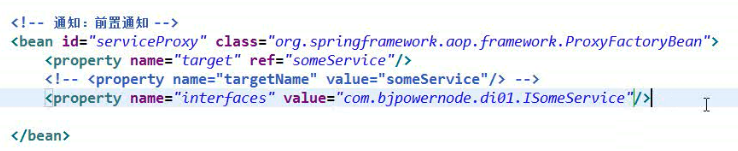 <!-- 通知：前置通知 -->
<bean id="serviceProxy" class="org.springframework.aop.framework.ProxyFactoryBean">
<property name="target" ref="someService"/>
<!-- <property name="targetName" value="someService"/> -->
<property name="interfaces" value="com.bjpowernode.di01.ISomeService"/>
</bean>